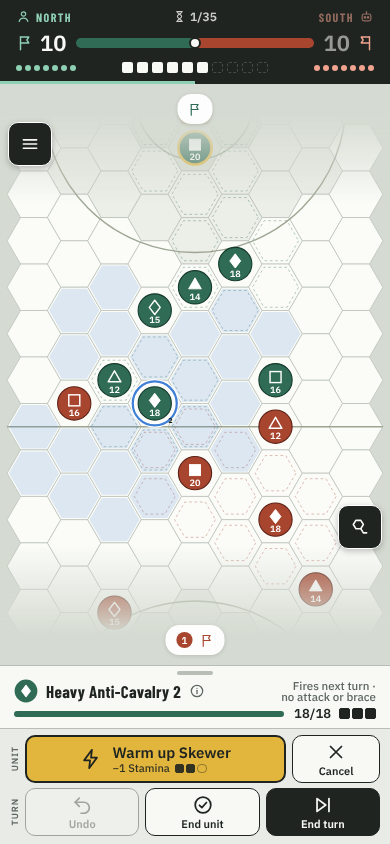 NORTH
1/35
SOUTH
10
10
20
18
14
15
12
16
16
18
2
12
20
18
14
15
1
Heavy Anti-Cavalry 2
Fires next turn ·
no attack or brace
18/18
UNIT
Warm up Skewer
−1 Stamina
Cancel
TURN
Undo
End unit
End turn